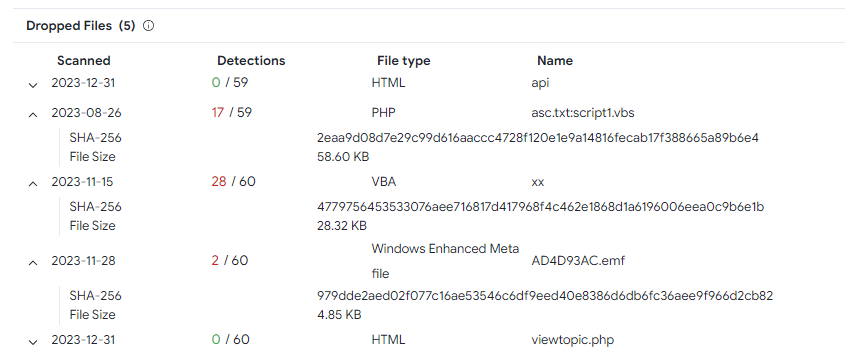 Dropped Files (5)
Scanned Detections File type Name
2023-12-31 0 / 59 HTML api
2023-08-26 17 / 59 PHP asc.txt:script1.vbs
SHA-256 2eaa9d08d7e29c99d616aaccc4728f120e1e9a14816fecab17f388665a89b6e4
File Size 58.60 KB
2023-11-15 28 / 60 VBA xx
SHA-256 4779756453533076aee716817d417968f4c462e1868d1a6196006eea0c9b6e1b
File Size 28.32 KB
2023-11-28 2 / 60 Windows Enhanced Meta file AD4D93AC.emf
SHA-256 979dde2aed02f077c16ae53546c6df9eed40e8386d6db6fc36aee9f966d2cb82
File Size 4.85 KB
2023-12-31 0 / 60 HTML viewtopic.php